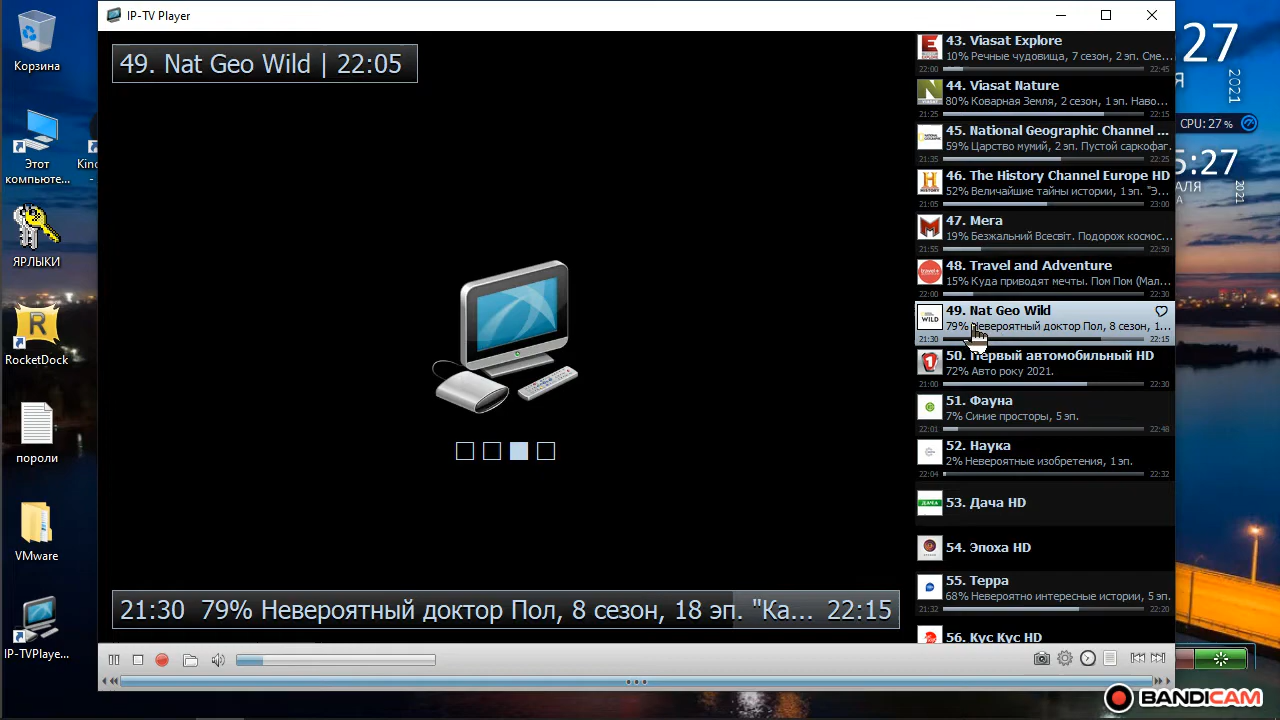 IP-TV Player
Корзина
Этот
компьюте...
Kinc
-
ЯРЛЫКИ
RocketDock
пороли
VMware
IP-TVPlaye...
49. Nat Geo Wild | 22:05
21:30 79% Невероятный доктор Пол, 8 сезон, 18 эп. "Ка... 22:15
43. Viasat Explore
10% Речные чудовища, 7 сезон, 2 эп. Сме...
22:00 22:45
44. Viasat Nature
80% Коварная Земля, 2 сезон, 1 эп. Наво...
21:25 22:15
45. National Geographic Channel ...
59% Царство мумий, 2 эп. Пустой саркофаг.
21:35 22:25
46. The History Channel Europe HD
52% Величайшие тайны истории, 1 эп. "Э...
21:05 23:00
47. Мега
19% Безжальний Всесвіт. Подорож космос...
21:55 22:50
48. Travel and Adventure
15% Куда приводят мечты. Пом Пом (Мал...
22:00 22:30
49. Nat Geo Wild
79% Невероятный доктор Пол, 8 сезон, 1...
21:30 22:15
50. Первый автомобильный HD
72% Авто року 2021.
21:00 22:30
51. Фауна
7% Синие просторы, 5 эп.
22:01 22:48
52. Наука
2% Невероятные изобретения, 1 эп.
22:04 22:32
53. Дача HD
54. Эпоха HD
55. Терра
68% Невероятно интересные истории, 5 эп.
21:32 22:20
56. Кус Кус HD
27
Я
2021
CPU: 27 %
5:27
АЛЯ
2021
А
BANDICAM